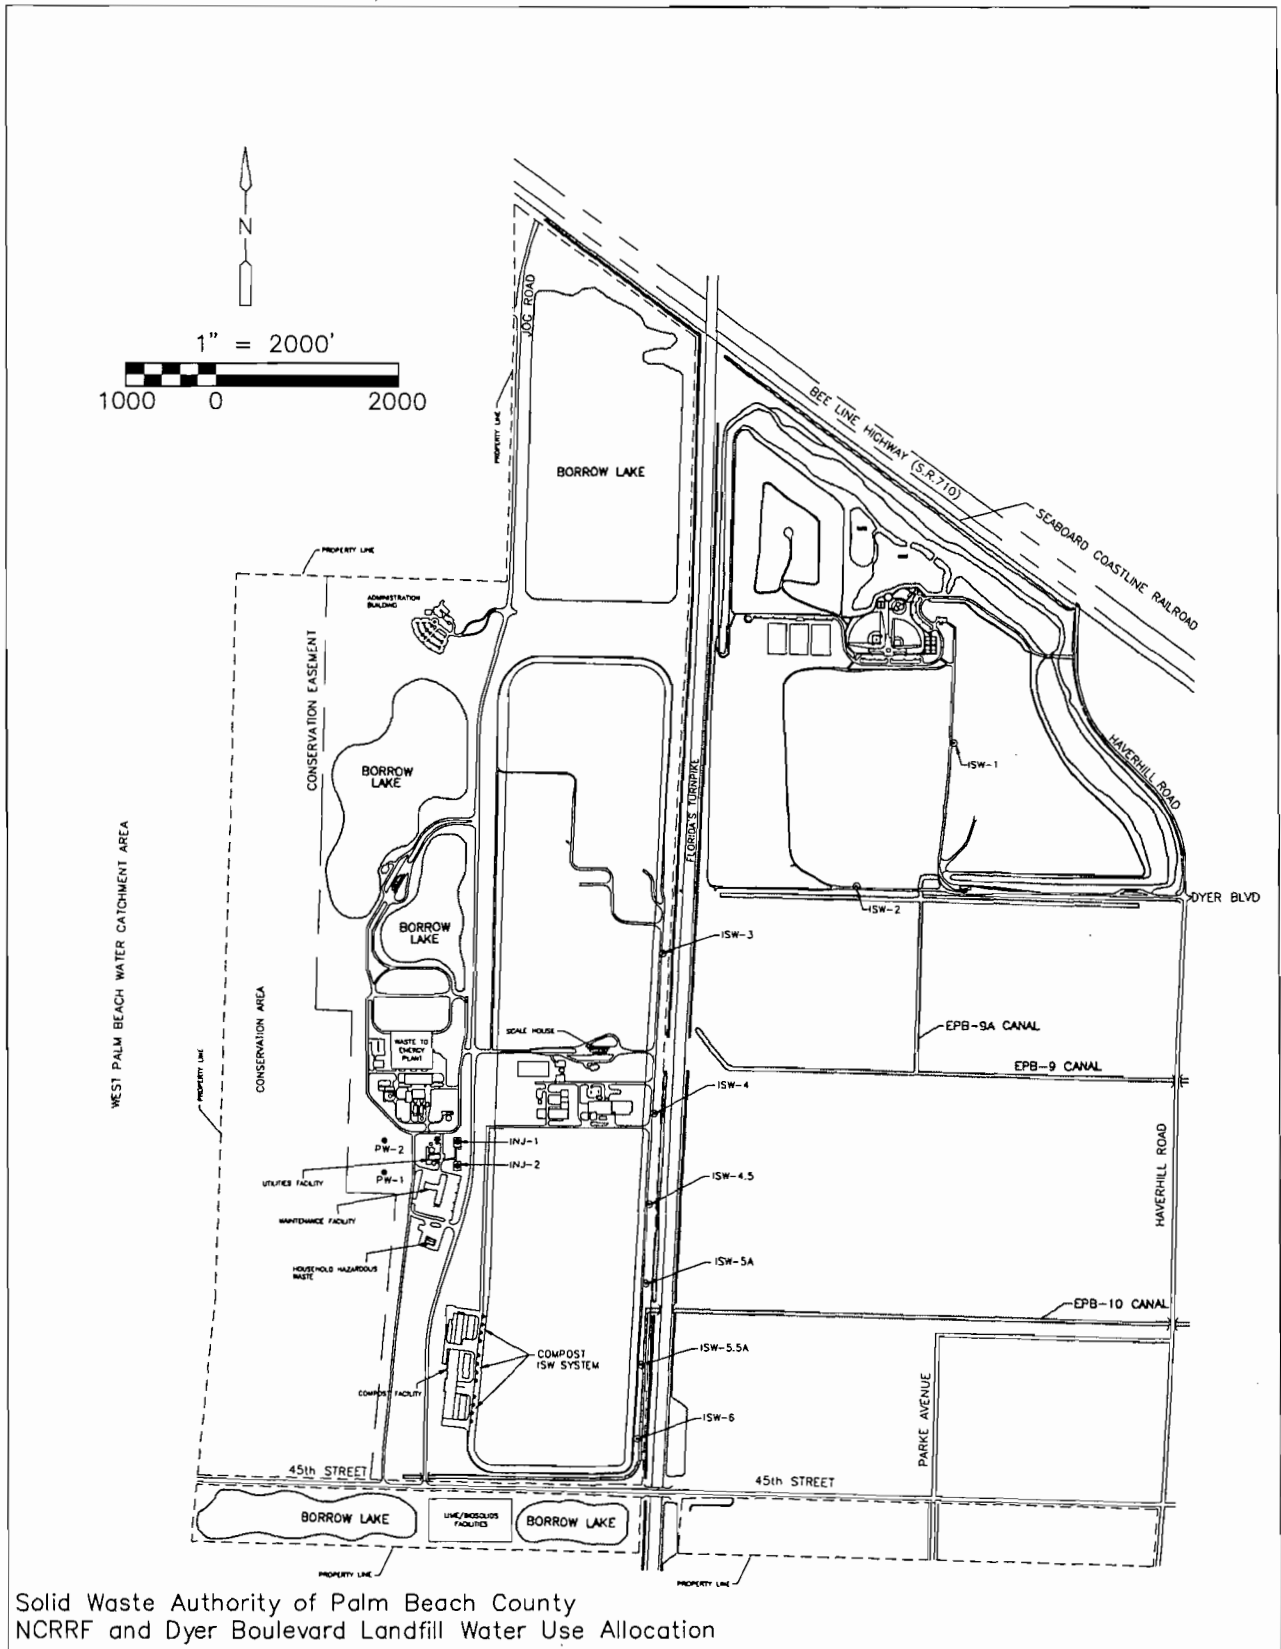 N
1" = 2000'
1000 0 2000
JOG ROAD
PROPERTY LINE
BORROW LAKE
BEE LINE HIGHWAY (S.R.710)
SEABOARD COASTLINE RAILROAD
PROPERTY LINE
ADMINISTRATION
BUILDING
CONSERVATION EASEMENT
BORROW
LAKE
FLORIDA'S TURNPIKE
ISW-1
HAVERHILL ROAD
WEST PALM BEACH WATER CATCHMENT AREA
BORROW
LAKE
ISW-2
DYER BLVD
ISW-3
CONSERVATION AREA
PROPERTY LINE
SCALE HOUSE
WASTE TO
ENERGY
PLANT
EPB-9A CANAL
EPB-9 CANAL
ISW-4
PW-2
INJ-1
INJ-2
PW-1
UTILITIES FACILITY
ISW-4.5
HAVERHILL ROAD
MAINTENANCE FACILITY
HOUSEHOLD HAZARDOUS
WASTE
ISW-5A
EPB-10 CANAL
COMPOST
ISW SYSTEM
ISW-5.5A
COMPOST FACILITY
PARKE AVENUE
ISW-6
45th STREET
45th STREET
BORROW LAKE
LIME/BIOSOLIDS
FACILITIES
BORROW LAKE
PROPERTY LINE
PROPERTY LINE
Solid Waste Authority of Palm Beach County
NCRRF and Dyer Boulevard Landfill Water Use Allocation